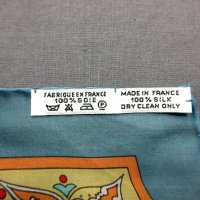 FABRIQUE EN FRANCE
100% SOIE
MADE IN FRANCE
100% SILK
DRY CLEAN ONLY